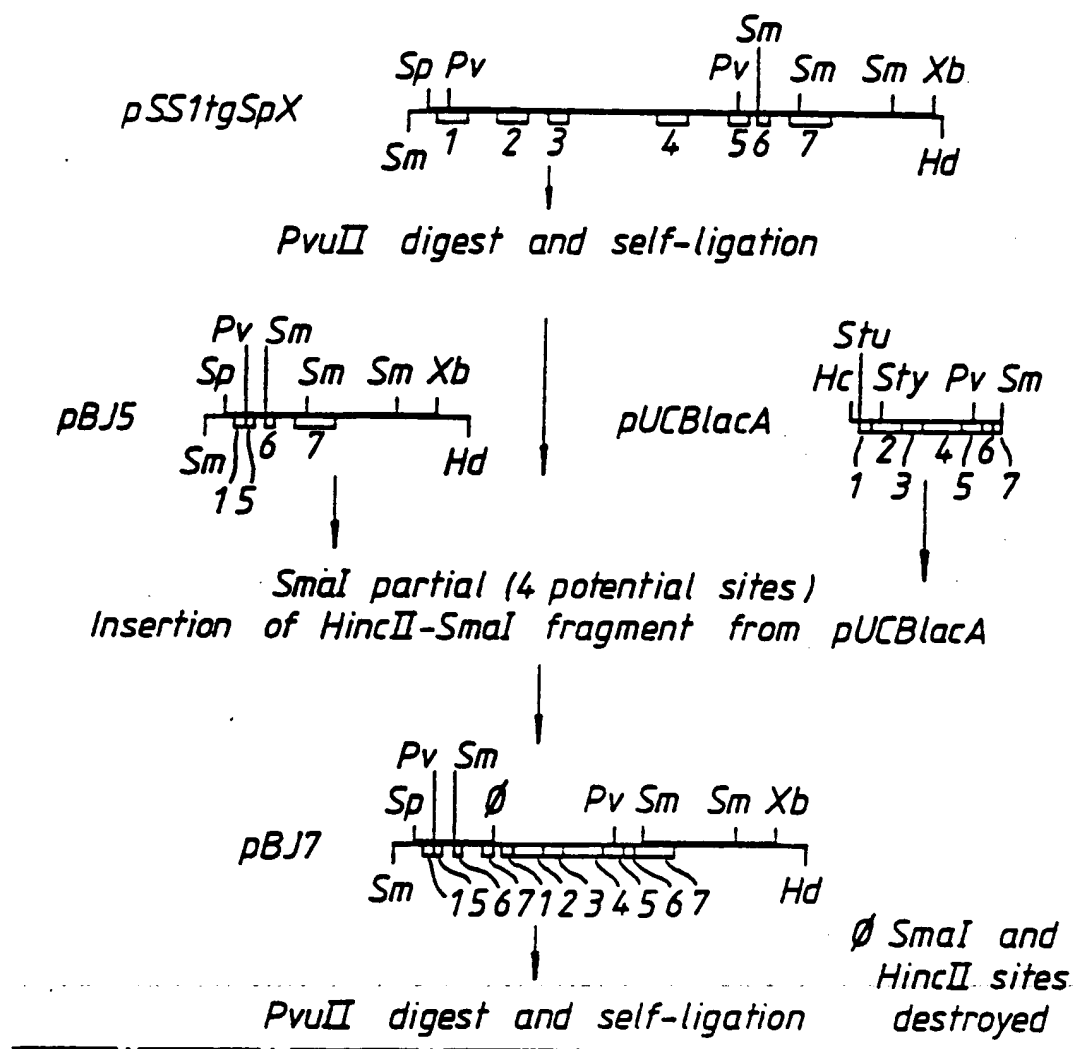 Sm
Sp Pv Pv Sm Sm Xb
pSS1tgSpX
1 2 3 4 5 6 7
Sm Hd
PvuII digest and self-ligation
Pv Sm
Sp Sm Sm Xb
pBJ5
6 7
Sm Hd
1 5
Stu
Hc Sty Pv Sm
pUCBlacA
2 4 6
1 3 5 7
SmaI partial (4 potential sites)
Insertion of HincII-SmaI fragment from pUCBlacA
Pv Sm
Sp Ø Pv Sm Sm Xb
pBJ7
Sm 1 5 6 7 1 2 3 4 5 6 7 Hd
Ø SmaI and
HincII sites
destroyed
PvuII digest and self-ligation